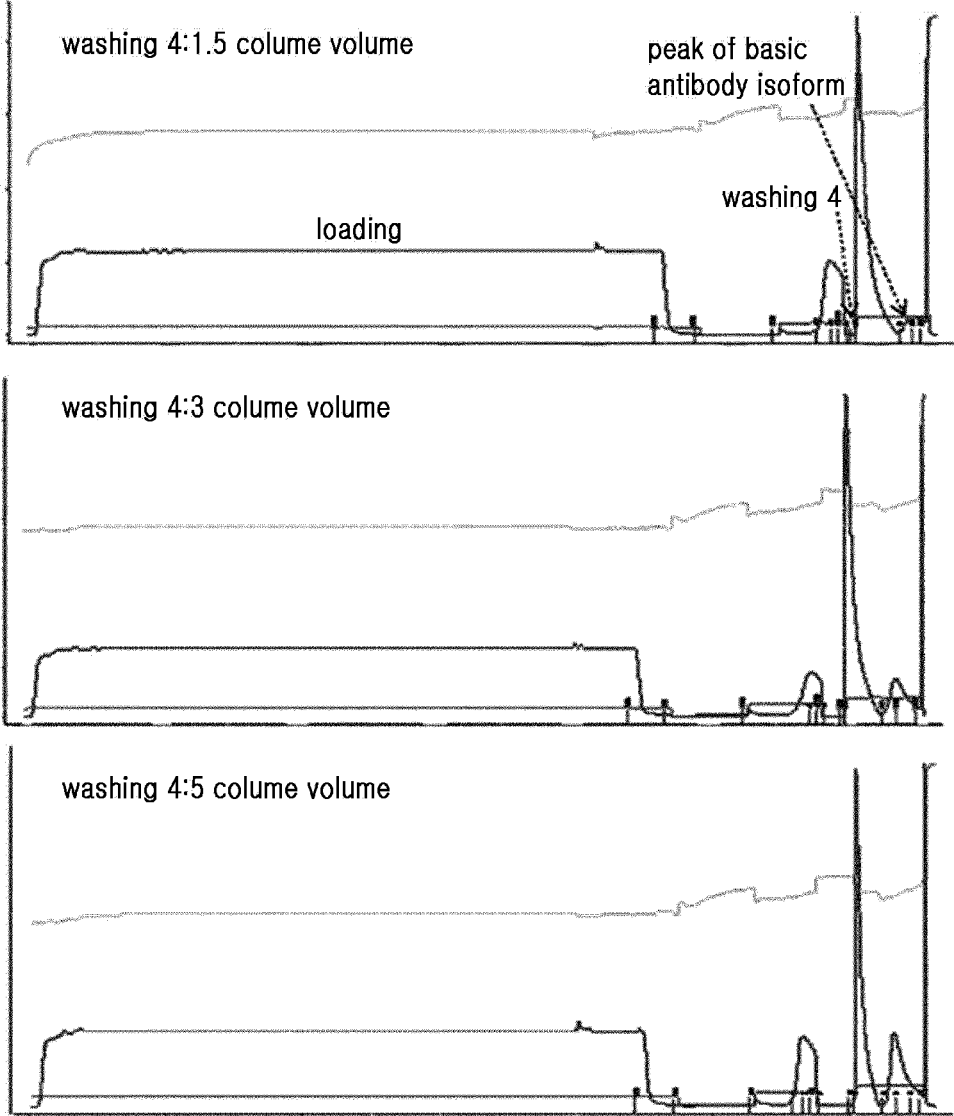 washing 4:1.5 colume volume
peak of basic
antibody isoform
washing 4
loading
washing 4:3 colume volume
washing 4:5 colume volume